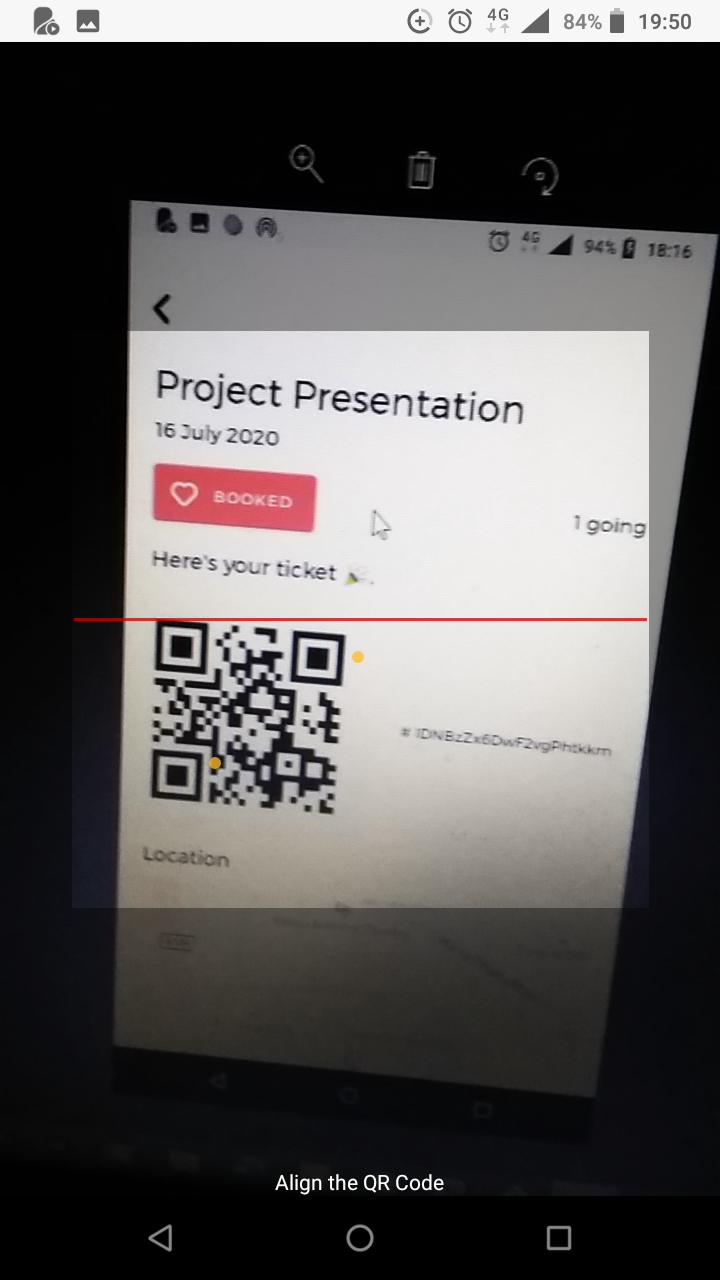 84% 19:50
4G
4G 94% 18:16
Project Presentation
16 July 2020
BOOKED
1 going
Here's your ticket
# IDNBzZx6DwF2vgPhtkkm
Location
Align the QR Code